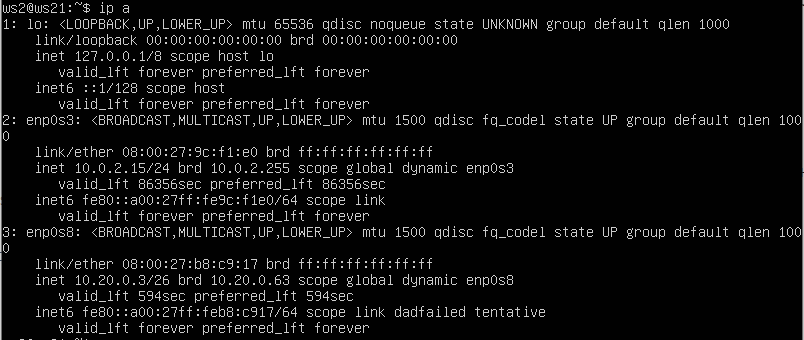 ws2@ws21:~$ ip a
1: lo: <LOOPBACK,UP,LOWER_UP> mtu 65536 qdisc noqueue state UNKNOWN group default qlen 1000
    link/loopback 00:00:00:00:00:00 brd 00:00:00:00:00:00
    inet 127.0.0.1/8 scope host lo
       valid_lft forever preferred_lft forever
    inet6 ::1/128 scope host
       valid_lft forever preferred_lft forever
2: enp0s3: <BROADCAST,MULTICAST,UP,LOWER_UP> mtu 1500 qdisc fq_codel state UP group default qlen 100
0
    link/ether 08:00:27:9c:f1:e0 brd ff:ff:ff:ff:ff:ff
    inet 10.0.2.15/24 brd 10.0.2.255 scope global dynamic enp0s3
       valid_lft 86356sec preferred_lft 86356sec
    inet6 fe80::a00:27ff:fe9c:f1e0/64 scope link
       valid_lft forever preferred_lft forever
3: enp0s8: <BROADCAST,MULTICAST,UP,LOWER_UP> mtu 1500 qdisc fq_codel state UP group default qlen 100
0
    link/ether 08:00:27:b8:c9:17 brd ff:ff:ff:ff:ff:ff
    inet 10.20.0.3/26 brd 10.20.0.63 scope global dynamic enp0s8
       valid_lft 594sec preferred_lft 594sec
    inet6 fe80::a00:27ff:feb8:c917/64 scope link dadfailed tentative
       valid_lft forever preferred_lft forever